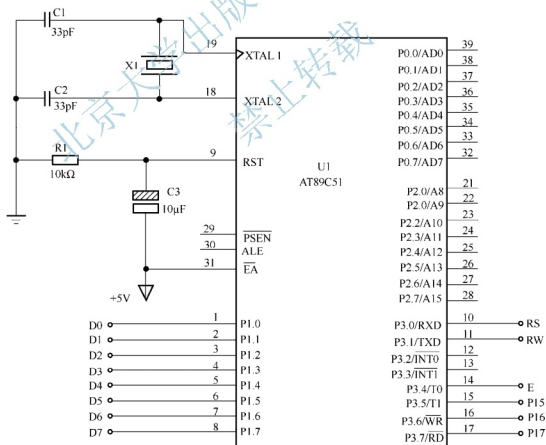 C1
33pF
X1
C2
33pF
R1
10kΩ
C3
10μF
+5V
19
XTAL 1
18
XTAL 2
9
RST
29
PSEN
30
ALE
31
EA
D0
1
P1.0
D1
2
P1.1
D2
3
P1.2
D3
4
P1.3
D4
5
P1.4
D5
6
P1.5
D6
7
P1.6
D7
8
P1.7
U1
AT89C51
P0.0/AD0
39
P0.1/AD1
38
P0.2/AD2
37
P0.3/AD3
36
P0.4/AD4
35
P0.5/AD5
34
P0.6/AD6
33
P0.7/AD7
32
P2.0/A8
21
P2.0/A9
22
P2.2/A10
23
P2.3/A11
24
P2.4/A12
25
P2.5/A13
26
P2.6/A14
27
P2.7/A15
28
P3.0/RXD
10
RS
P3.1/TXD
11
RW
P3.2/INT0
12
P3.3/INT1
13
P3.4/T0
14
E
P3.5/T1
15
P15
P3.6/WR
16
P16
P3.7/RD
17
P17
北京大学出版
禁止转载